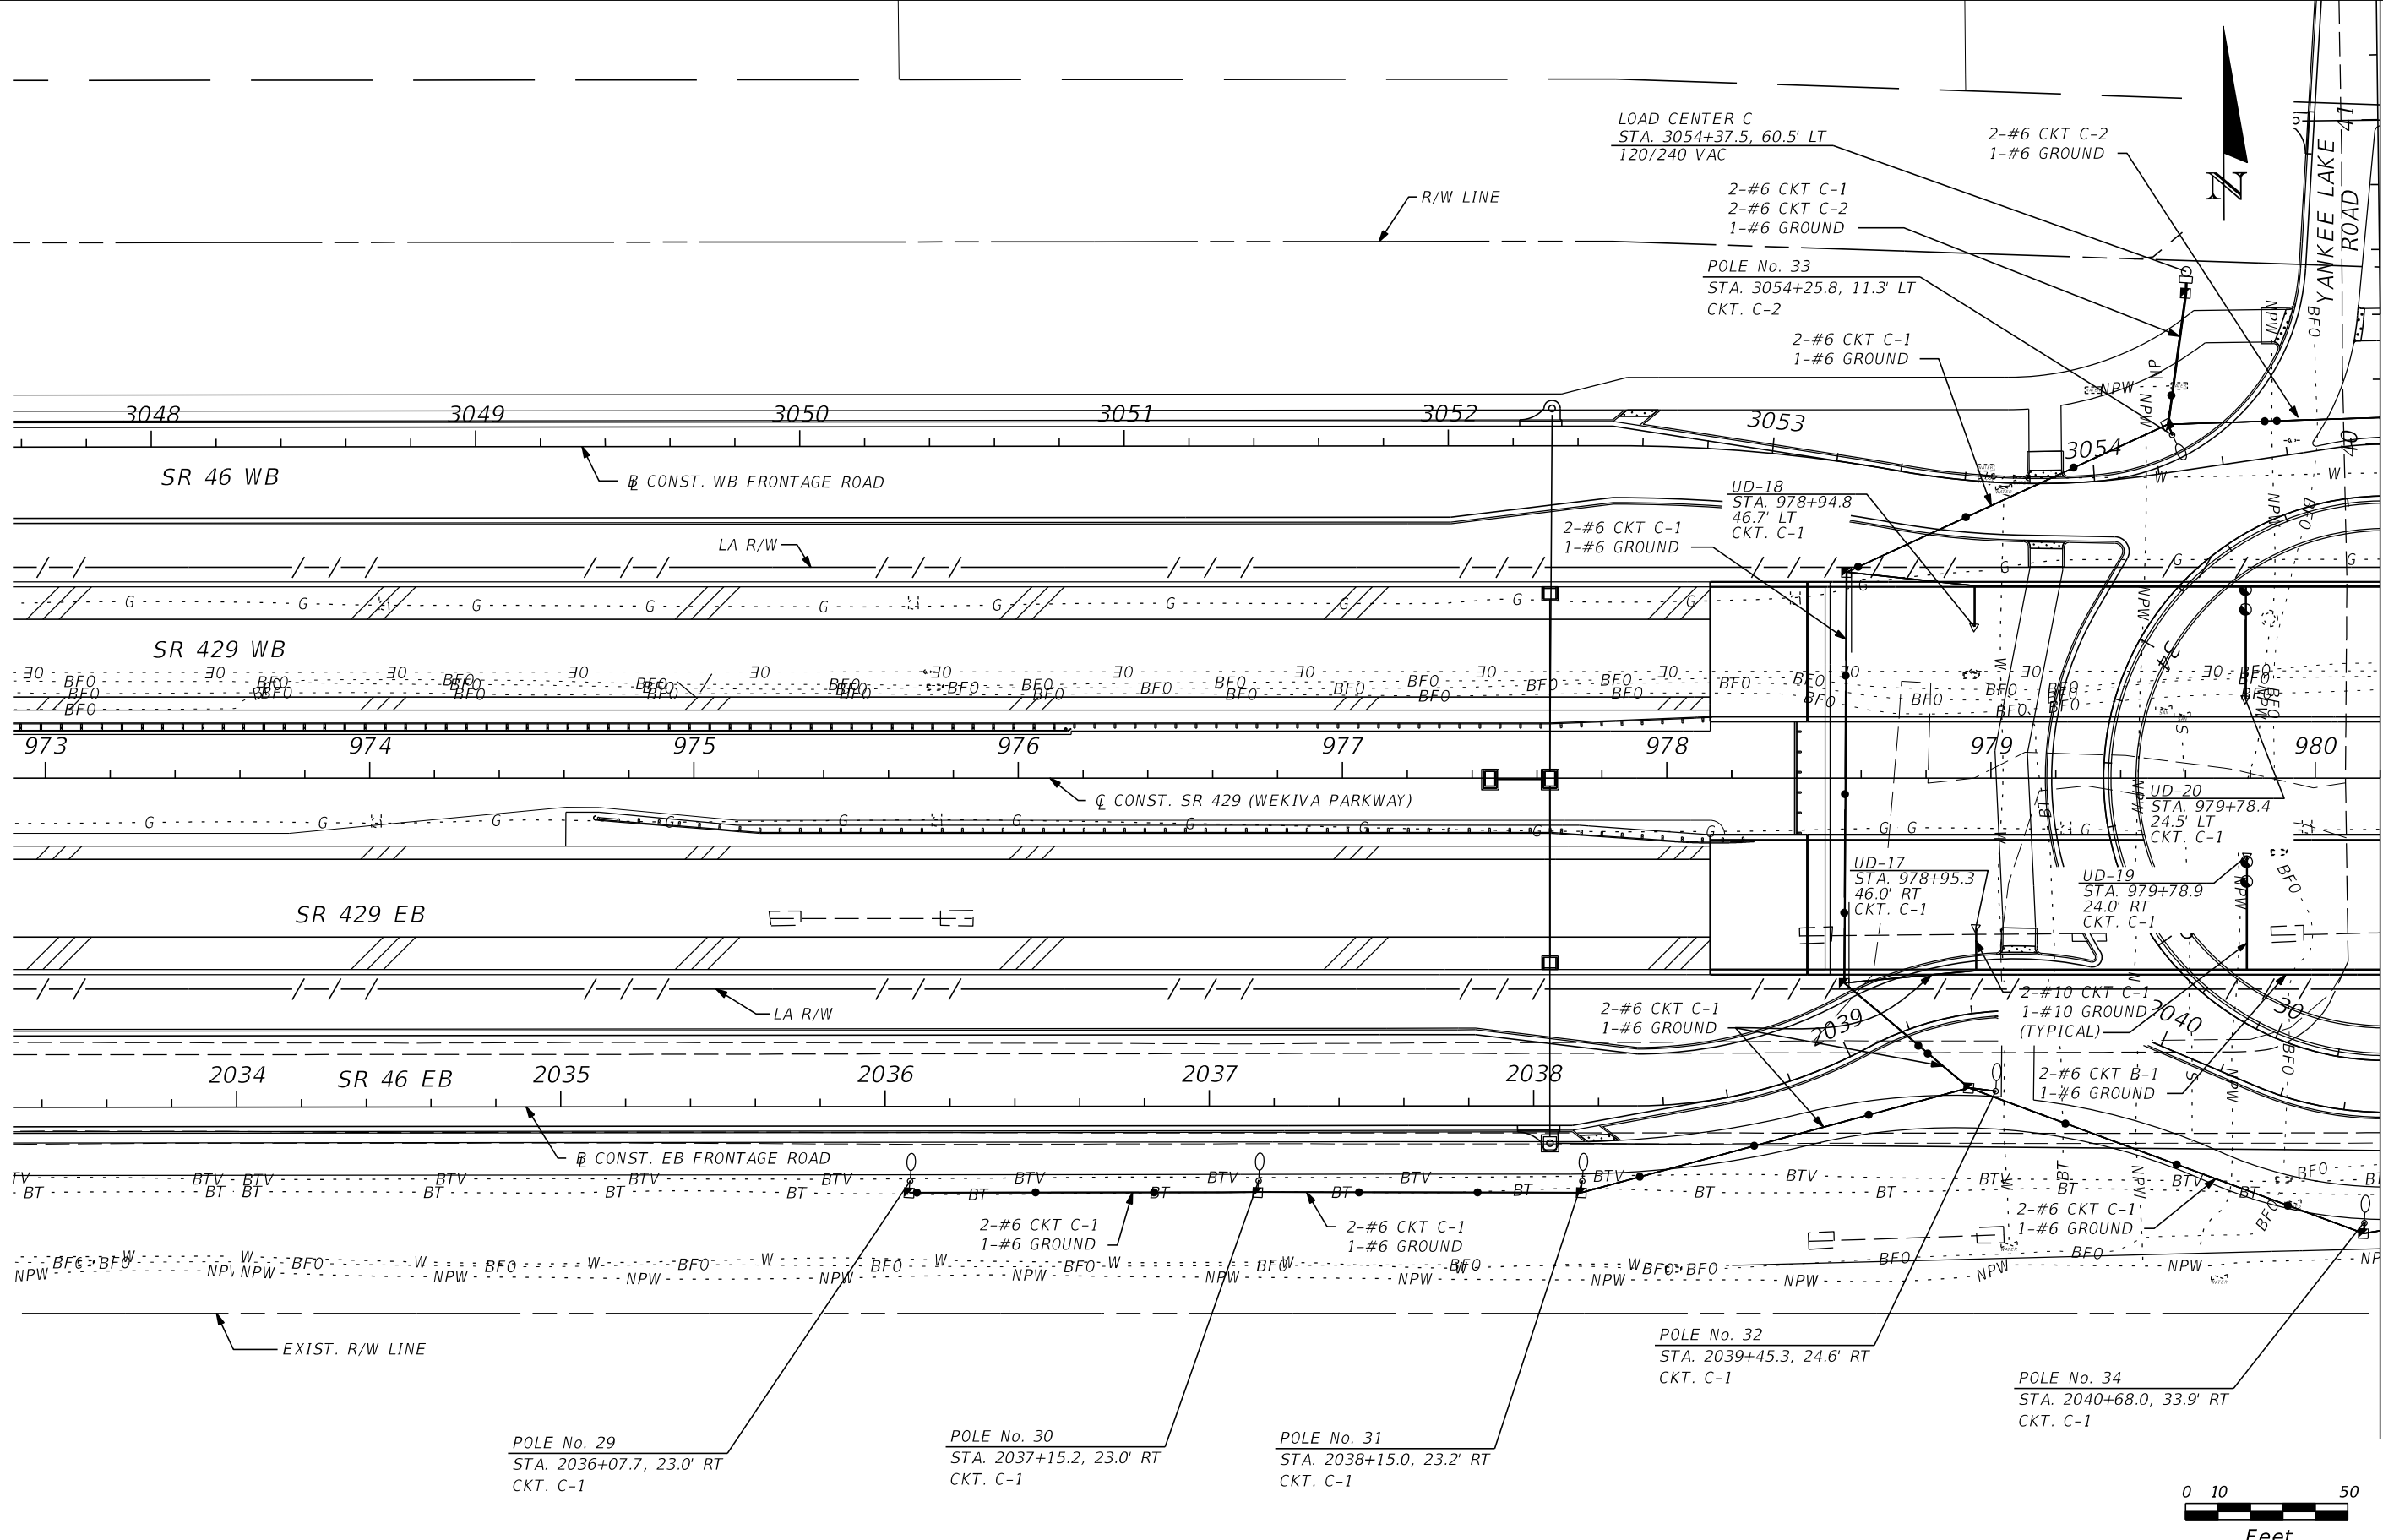 LOAD CENTER C
STA. 3054+37.5, 60.5' LT
120/240 VAC
2-#6 CKT C-2
1-#6 GROUND
YANKEE LAKE
ROAD
41
40
N
R/W LINE
2-#6 CKT C-1
2-#6 CKT C-2
1-#6 GROUND
POLE No. 33
STA. 3054+25.8, 11.3' LT
CKT. C-2
2-#6 CKT C-1
1-#6 GROUND
3048
3049
3050
3051
3052
3053
3054
SR 46 WB
BL CONST. WB FRONTAGE ROAD
UD-18
STA. 978+94.8
46.7' LT
CKT. C-1
2-#6 CKT C-1
1-#6 GROUND
LA R/W
SR 429 WB
34
973
974
975
976
977
978
979
980
CL CONST. SR 429 (WEKIVA PARKWAY)
UD-20
STA. 979+78.4
24.5' LT
CKT. C-1
UD-17
STA. 978+95.3
46.0' RT
CKT. C-1
UD-19
STA. 979+78.9
24.0' RT
CKT. C-1
SR 429 EB
LA R/W
2-#6 CKT C-1
1-#6 GROUND
2-#10 CKT C-1
1-#10 GROUND
(TYPICAL)
2039
2040
30
2034
SR 46 EB
2035
2036
2037
2038
2-#6 CKT B-1
1-#6 GROUND
BL CONST. EB FRONTAGE ROAD
2-#6 CKT C-1
1-#6 GROUND
2-#6 CKT C-1
1-#6 GROUND
2-#6 CKT C-1
1-#6 GROUND
EXIST. R/W LINE
POLE No. 32
STA. 2039+45.3, 24.6' RT
CKT. C-1
POLE No. 34
STA. 2040+68.0, 33.9' RT
CKT. C-1
POLE No. 29
STA. 2036+07.7, 23.0' RT
CKT. C-1
POLE No. 30
STA. 2037+15.2, 23.0' RT
CKT. C-1
POLE No. 31
STA. 2038+15.0, 23.2' RT
CKT. C-1
0 10 50
Feet